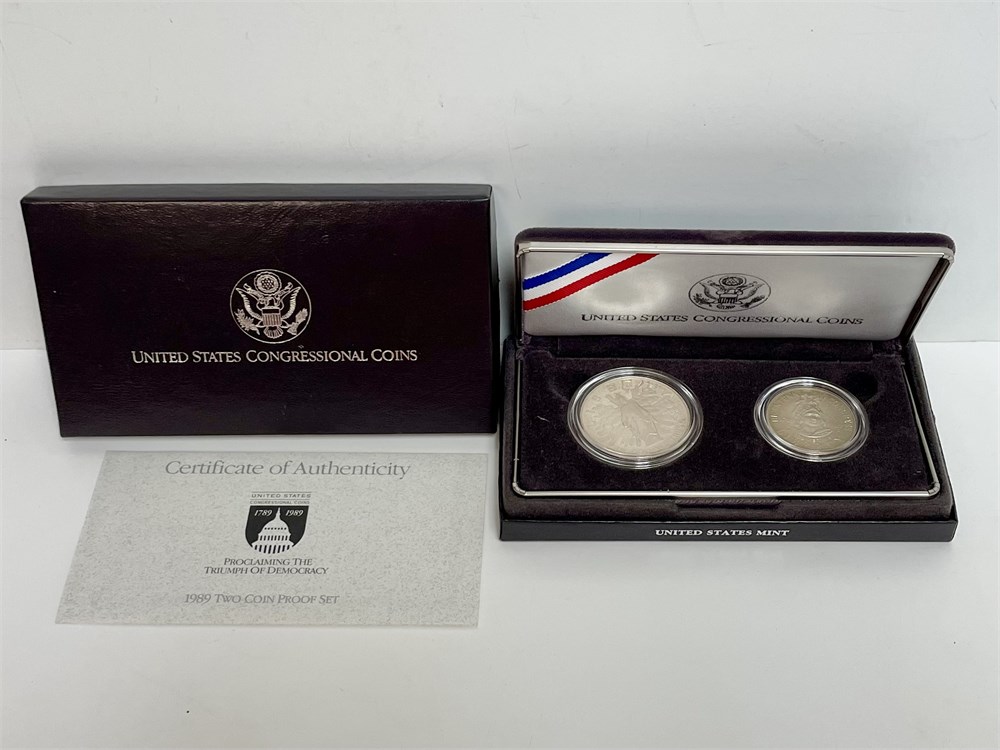 UNITED STATES CONGRESSIONAL COINS
UNITED STATES CONGRESSIONAL COINS
UNITED STATES MINT
Certificate of Authenticity
UNITED STATES
CONGRESSIONAL COINS
1789 1989
PROCLAIMING THE
TRIUMPH OF DEMOCRACY
1989 TWO COIN PROOF SET